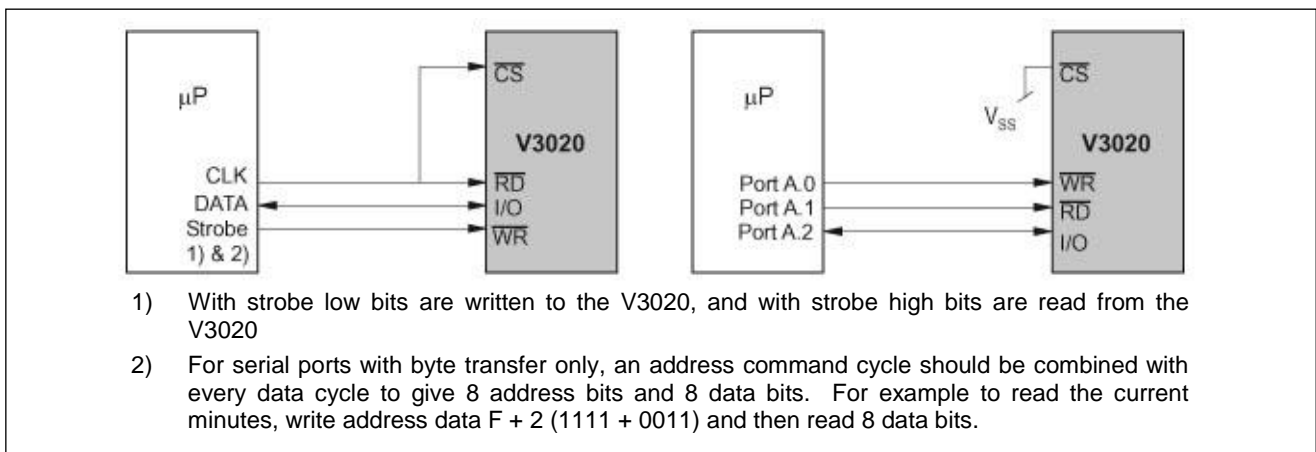 μP
CLK
DATA
Strobe
1) & 2)
CS
V3020
RD
I/O
WR
μP
Port A.0
Port A.1
Port A.2
VSS
CS
V3020
WR
RD
I/O
1) With strobe low bits are written to the V3020, and with strobe high bits are read from the
V3020
2) For serial ports with byte transfer only, an address command cycle should be combined with
every data cycle to give 8 address bits and 8 data bits. For example to read the current
minutes, write address data F + 2 (1111 + 0011) and then read 8 data bits.